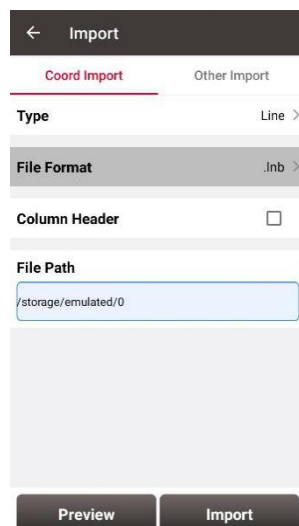 Import
Coord Import Other Import
Type Line
File Format .lnb
Column Header
File Path
/storage/emulated/0
Preview Import